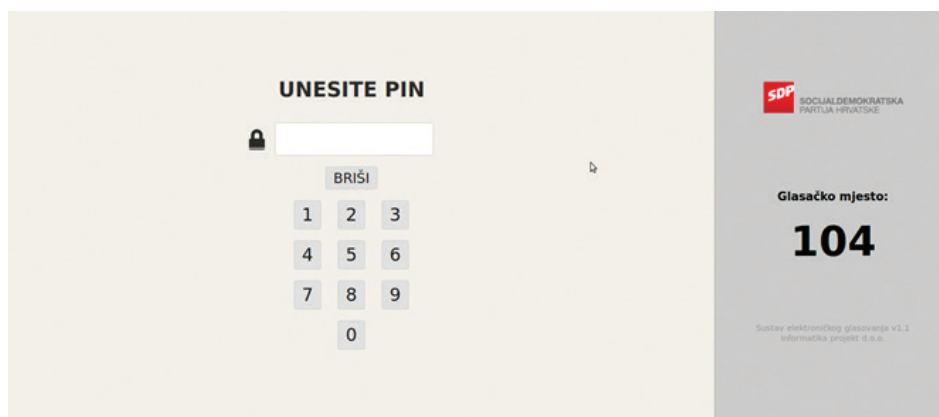 UNESITE PIN
BRIŠI
1 2 3
4 5 6
7 8 9
0
SDP
SOCIJALDEMOKRATSKA
PARTIJA HRVATSKE
Glasačko mjesto:
104
Sustav elektroničkog glasovanja v1.1
informatika projekt d.o.o.